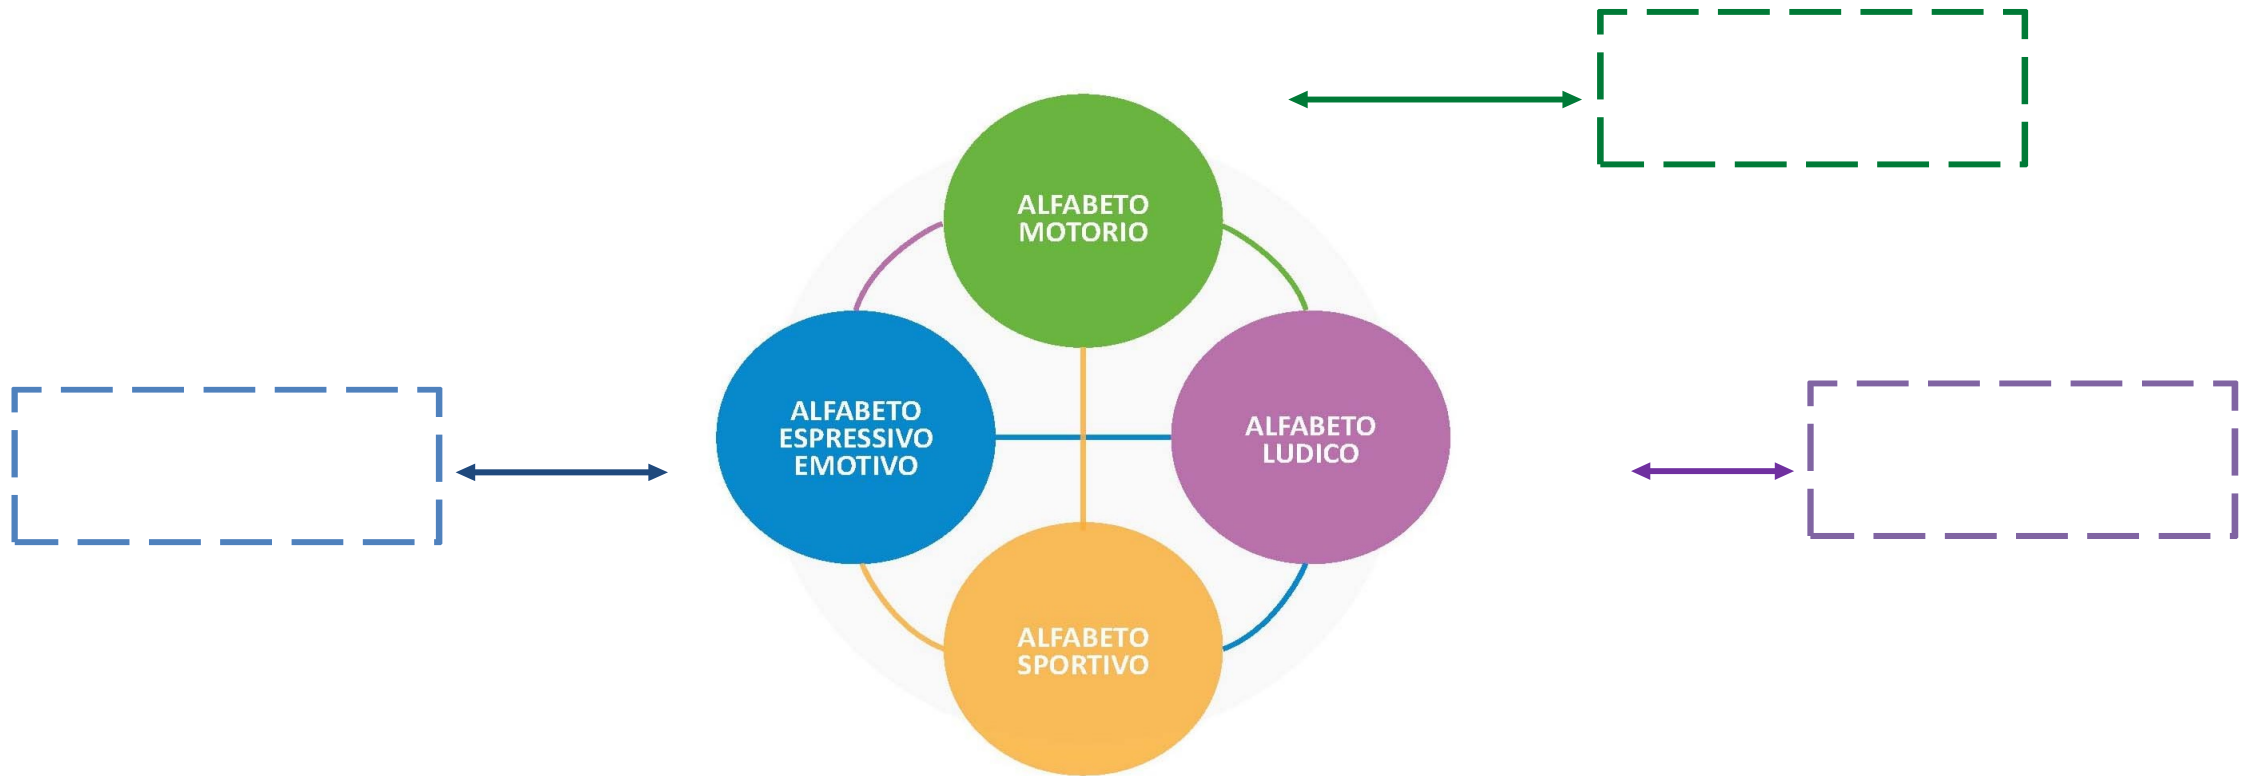 ALFABETO
MOTORIO
ALFABETO
ESPRESSIVO
EMOTIVO
ALFABETO
LUDICO
ALFABETO
SPORTIVO